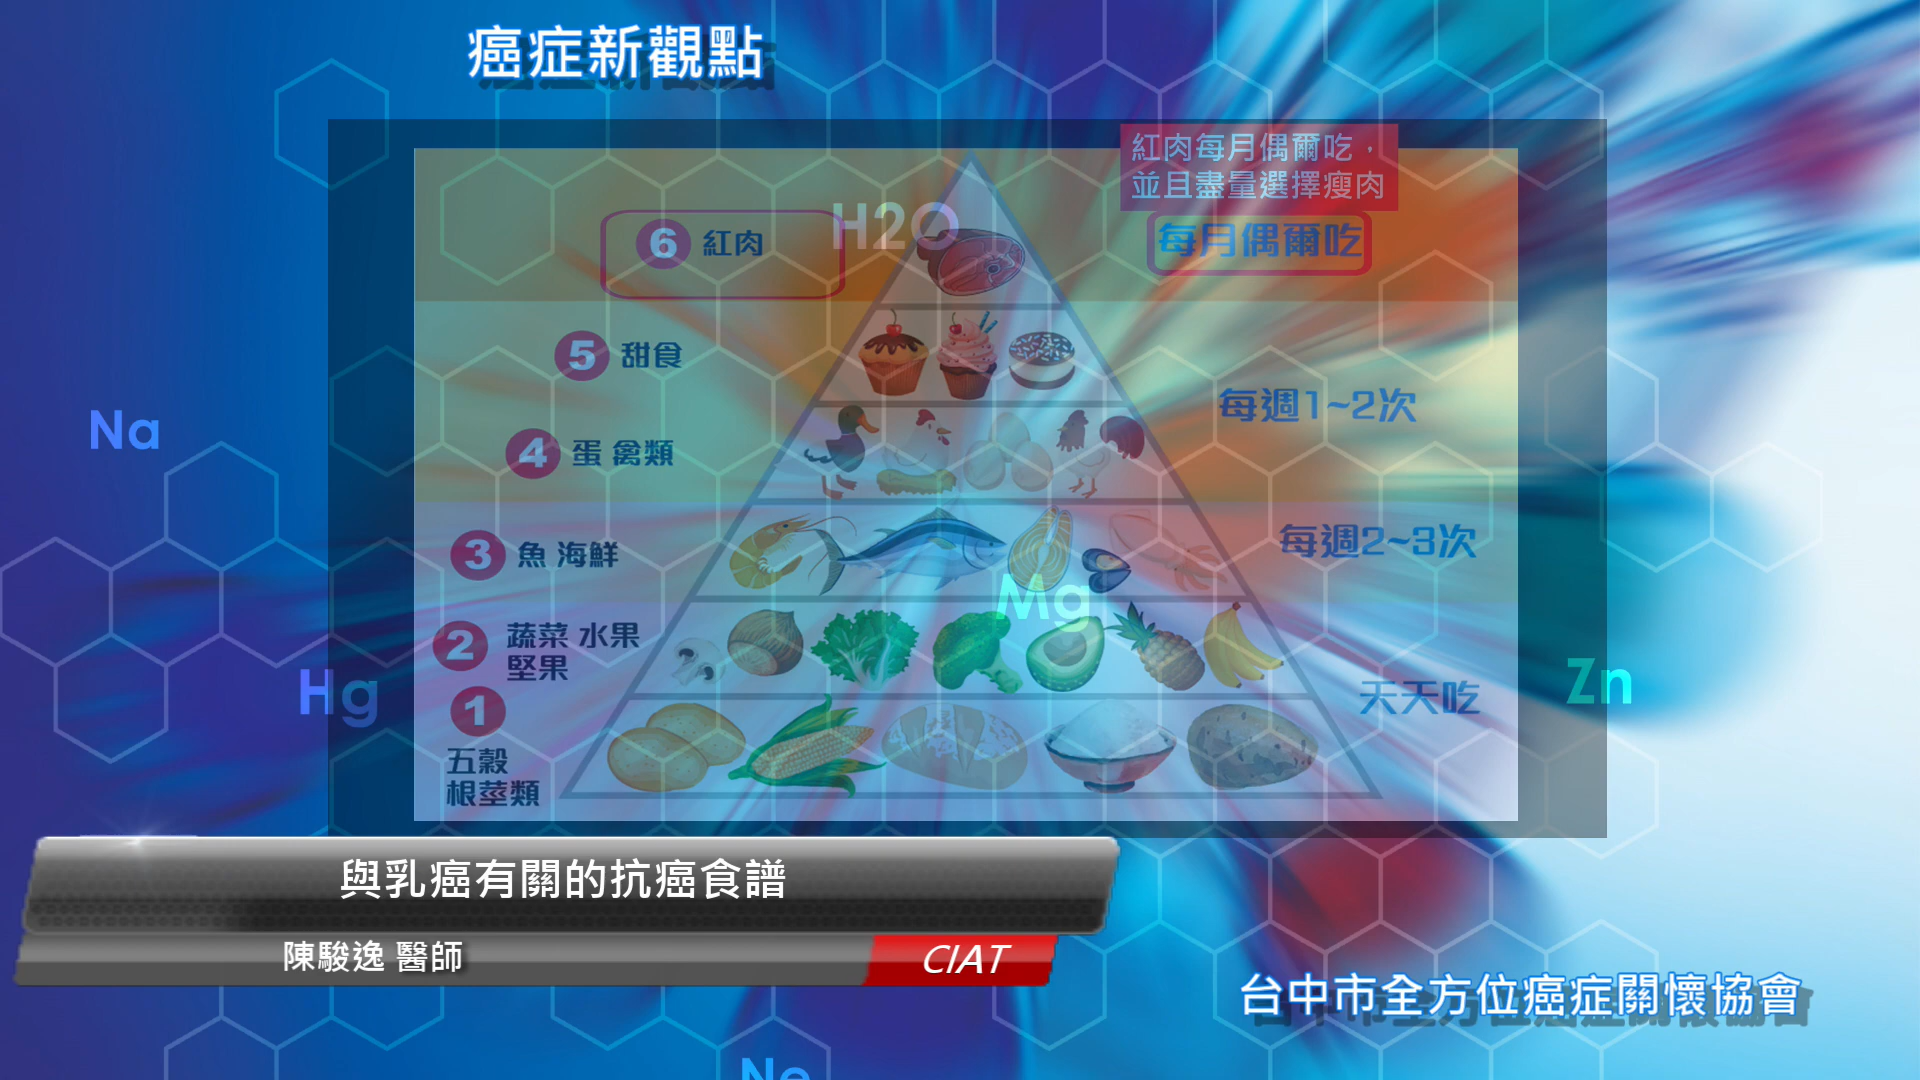 癌症新觀點
紅肉每月偶爾吃，
並且盡量選擇瘦肉
H2O
6 紅肉
每月偶爾吃
5 甜食
每週1~2次
4 蛋 禽類
Na
3 魚 海鮮
每週2~3次
Mg
2 蔬菜 水果
堅果
Hg
Zn
1
天天吃
五穀
根莖類
與乳癌有關的抗癌食譜
陳駿逸 醫師
CIAT
台中市全方位癌症關懷協會